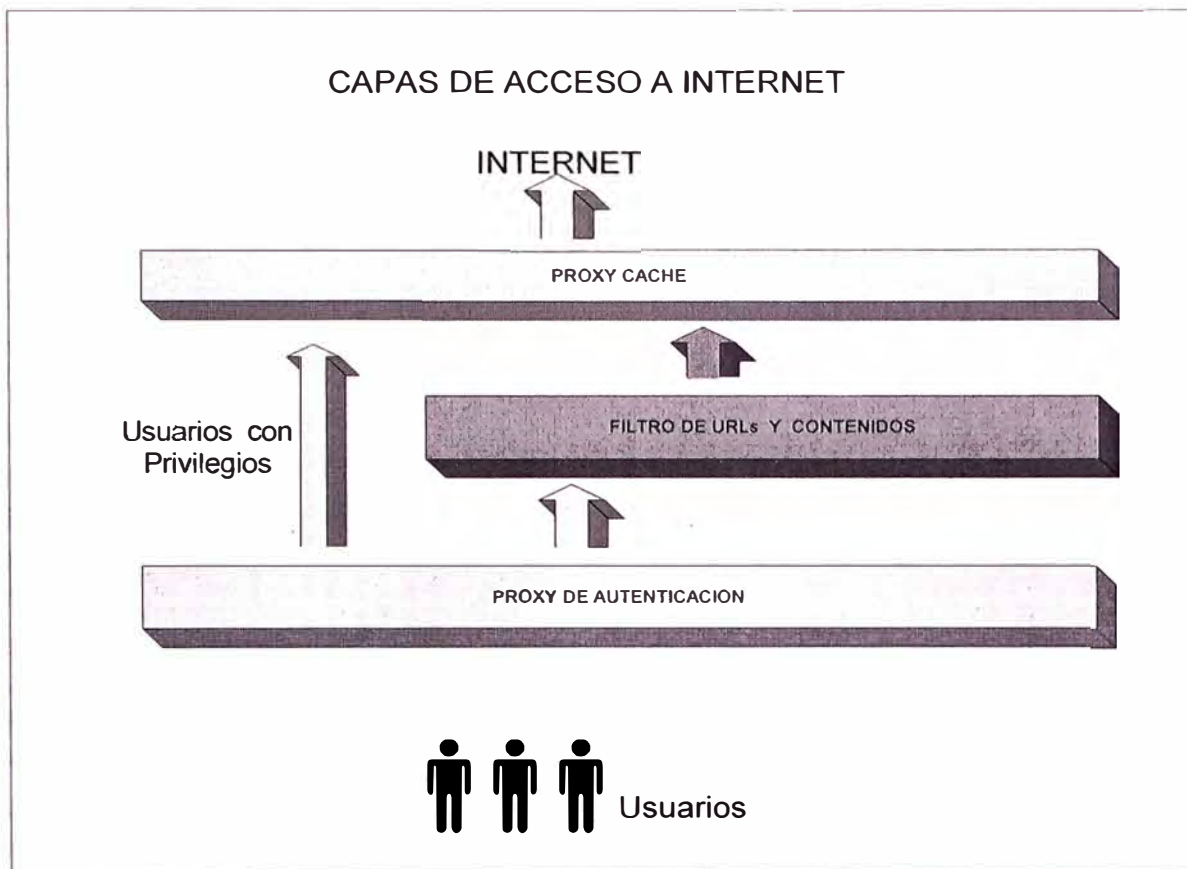 CAPAS DE ACCESO A INTERNET
INTERNET
PROXY CACHE
Usuarios con
Privilegios
FILTRO DE URLs Y CONTENIDOS
PROXY DE AUTENTICACION
Usuarios